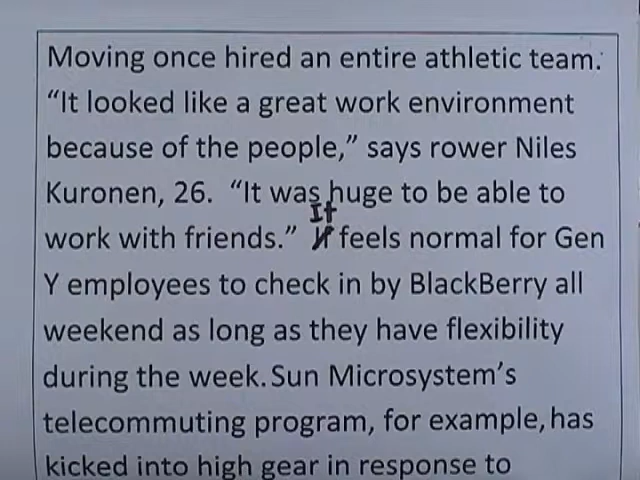 Moving once hired an entire athletic team.
“It looked like a great work environment
because of the people,” says rower Niles
Kuronen, 26. “It was huge to be able to
work with friends.” It feels normal for Gen
Y employees to check in by BlackBerry all
weekend as long as they have flexibility
during the week. Sun Microsystem’s
telecommuting program, for example, has
kicked into high gear in response to